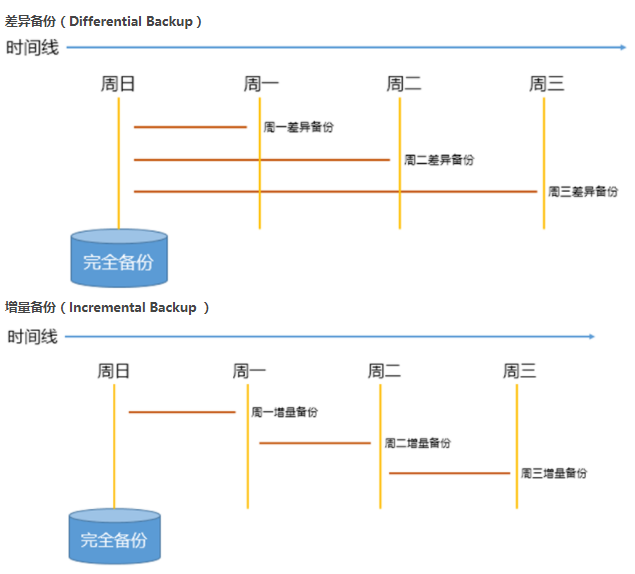 差异备份（Differential Backup）
时间线
周日 周一 周二 周三
周一差异备份
周二差异备份
周三差异备份
完全备份
增量备份（Incremental Backup ）
时间线
周日 周一 周二 周三
周一增量备份
周二增量备份
周三增量备份
完全备份